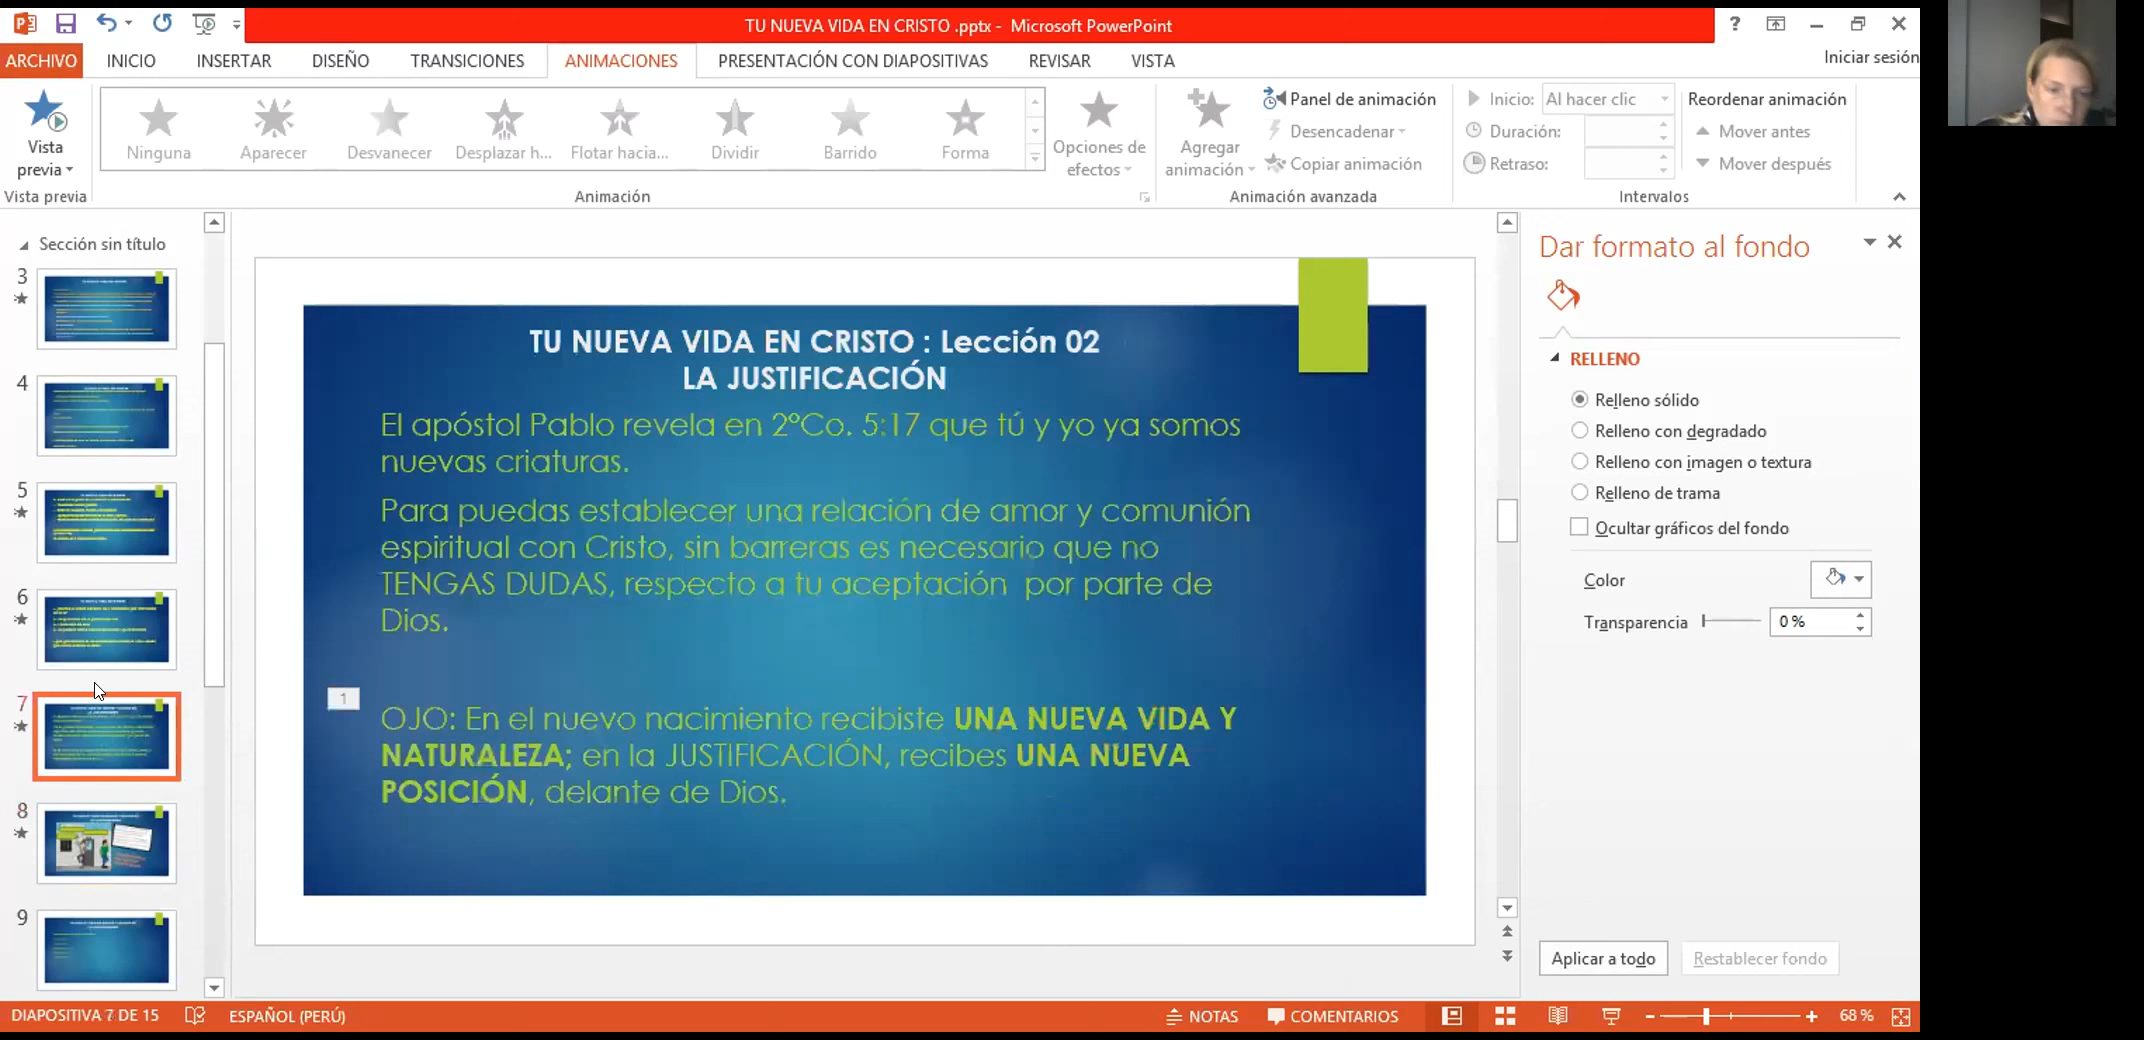 TU NUEVA VIDA EN CRISTO .pptx - Microsoft PowerPoint
?
ARCHIVO INICIO INSERTAR DISEÑO TRANSICIONES ANIMACIONES PRESENTACIÓN CON DIAPOSITIVAS REVISAR VISTA Iniciar sesión
Vista previa
Ninguna Aparecer Desvanecer Desplazar h... Flotar hacia... Dividir Barrido Forma
Opciones de efectos
Agregar animación
Panel de animación
Desencadenar
Copiar animación
Inicio: Al hacer clic
Duración:
Retraso:
Reordenar animación
Mover antes
Mover después
Vista previa Animación Animación avanzada Intervalos
Sección sin título
3
4
5
6
7
8
9
TU NUEVA VIDA EN CRISTO : Lección 02
LA JUSTIFICACIÓN
El apóstol Pablo revela en 2°Co. 5:17 que tú y yo ya somos
nuevas criaturas.
Para puedas establecer una relación de amor y comunión
espiritual con Cristo, sin barreras es necesario que no
TENGAS DUDAS, respecto a tu aceptación por parte de
Dios.
1
OJO: En el nuevo nacimiento recibiste UNA NUEVA VIDA Y
NATURALEZA; en la JUSTIFICACIÓN, recibes UNA NUEVA
POSICIÓN, delante de Dios.
Dar formato al fondo
RELLENO
Relleno sólido
Relleno con degradado
Relleno con imagen o textura
Relleno de trama
Ocultar gráficos del fondo
Color
Transparencia 0 %
Aplicar a todo Restablecer fondo
DIAPOSITIVA 7 DE 15 ESPAÑOL (PERÚ) NOTAS COMENTARIOS 68 %